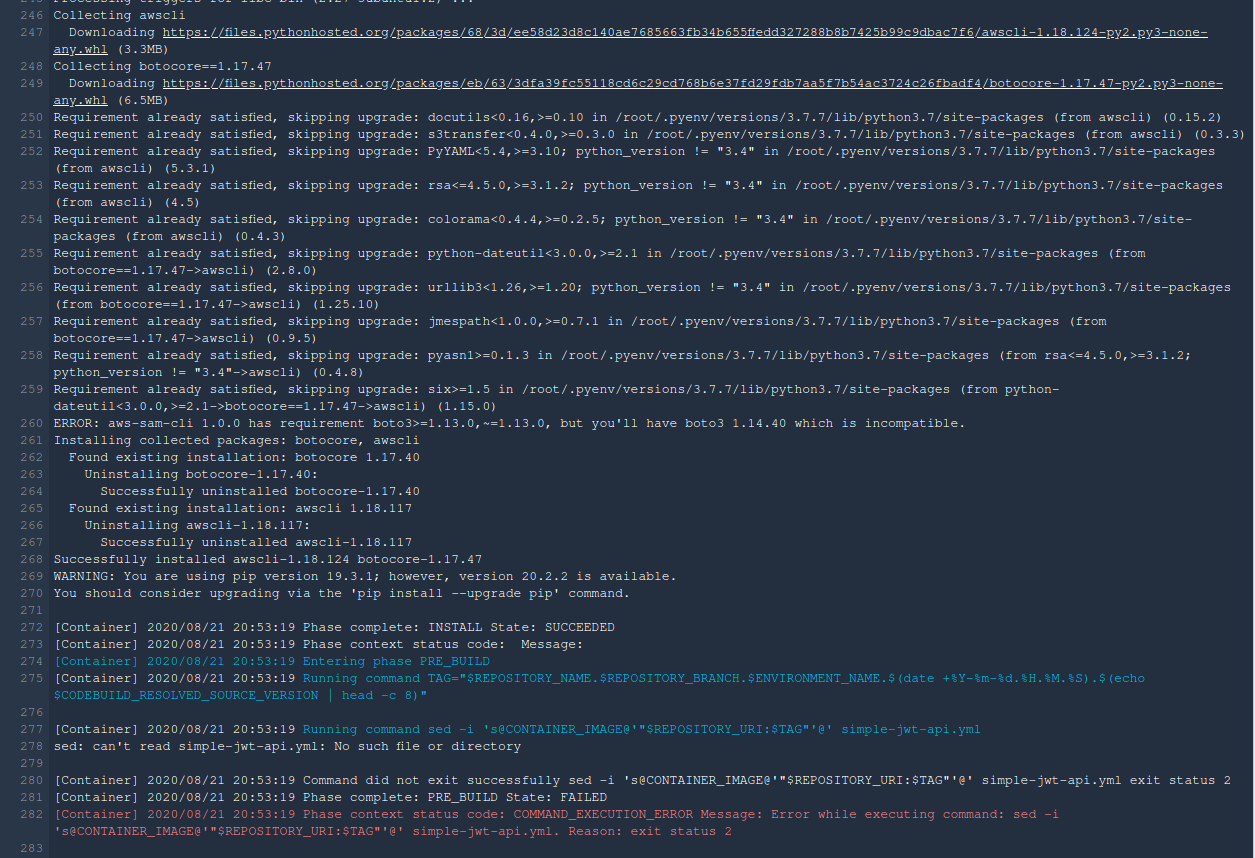 246 Collecting awscli
247   Downloading https://files.pythonhosted.org/packages/68/3d/ee58d23d8c140ae7685663fb34b655ffedd327288b8b7425b99c9dbac7f6/awscli-1.18.124-py2.py3-none-
any.whl (3.3MB)
248 Collecting botocore==1.17.47
249   Downloading https://files.pythonhosted.org/packages/eb/63/3dfa39fc55118cd6c29cd768b6e37fd29fdb7aa5f7b54ac3724c26fbadf4/botocore-1.17.47-py2.py3-none-
any.whl (6.5MB)
250 Requirement already satisfied, skipping upgrade: docutils<0.16,>=0.10 in /root/.pyenv/versions/3.7.7/lib/python3.7/site-packages (from awscli) (0.15.2)
251 Requirement already satisfied, skipping upgrade: s3transfer<0.4.0,>=0.3.0 in /root/.pyenv/versions/3.7.7/lib/python3.7/site-packages (from awscli) (0.3.3)
252 Requirement already satisfied, skipping upgrade: PyYAML<5.4,>=3.10; python_version != "3.4" in /root/.pyenv/versions/3.7.7/lib/python3.7/site-packages
(from awscli) (5.3.1)
253 Requirement already satisfied, skipping upgrade: rsa<=4.5.0,>=3.1.2; python_version != "3.4" in /root/.pyenv/versions/3.7.7/lib/python3.7/site-packages
(from awscli) (4.5)
254 Requirement already satisfied, skipping upgrade: colorama<0.4.4,>=0.2.5; python_version != "3.4" in /root/.pyenv/versions/3.7.7/lib/python3.7/site-
packages (from awscli) (0.4.3)
255 Requirement already satisfied, skipping upgrade: python-dateutil<3.0.0,>=2.1 in /root/.pyenv/versions/3.7.7/lib/python3.7/site-packages (from
botocore==1.17.47->awscli) (2.8.0)
256 Requirement already satisfied, skipping upgrade: urllib3<1.26,>=1.20; python_version != "3.4" in /root/.pyenv/versions/3.7.7/lib/python3.7/site-packages
(from botocore==1.17.47->awscli) (1.25.10)
257 Requirement already satisfied, skipping upgrade: jmespath<1.0.0,>=0.7.1 in /root/.pyenv/versions/3.7.7/lib/python3.7/site-packages (from
botocore==1.17.47->awscli) (0.9.5)
258 Requirement already satisfied, skipping upgrade: pyasn1>=0.1.3 in /root/.pyenv/versions/3.7.7/lib/python3.7/site-packages (from rsa<=4.5.0,>=3.1.2;
python_version != "3.4"->awscli) (0.4.8)
259 Requirement already satisfied, skipping upgrade: six>=1.5 in /root/.pyenv/versions/3.7.7/lib/python3.7/site-packages (from python-
dateutil<3.0.0,>=2.1->botocore==1.17.47->awscli) (1.15.0)
260 ERROR: aws-sam-cli 1.0.0 has requirement boto3>=1.13.0,~=1.13.0, but you'll have boto3 1.14.40 which is incompatible.
261 Installing collected packages: botocore, awscli
262   Found existing installation: botocore 1.17.40
263     Uninstalling botocore-1.17.40:
264       Successfully uninstalled botocore-1.17.40
265   Found existing installation: awscli 1.18.117
266     Uninstalling awscli-1.18.117:
267       Successfully uninstalled awscli-1.18.117
268 Successfully installed awscli-1.18.124 botocore-1.17.47
269 WARNING: You are using pip version 19.3.1; however, version 20.2.2 is available.
270 You should consider upgrading via the 'pip install --upgrade pip' command.
271
272 [Container] 2020/08/21 20:53:19 Phase complete: INSTALL State: SUCCEEDED
273 [Container] 2020/08/21 20:53:19 Phase context status code:  Message:
274 [Container] 2020/08/21 20:53:19 Entering phase PRE_BUILD
275 [Container] 2020/08/21 20:53:19 Running command TAG="$REPOSITORY_NAME.$REPOSITORY_BRANCH.$ENVIRONMENT_NAME.$(date +%Y-%m-%d.%H.%M.%S).$(echo
$CODEBUILD_RESOLVED_SOURCE_VERSION | head -c 8)"
276
277 [Container] 2020/08/21 20:53:19 Running command sed -i 's@CONTAINER_IMAGE@'"$REPOSITORY_URI:$TAG"'@' simple-jwt-api.yml
278 sed: can't read simple-jwt-api.yml: No such file or directory
279
280 [Container] 2020/08/21 20:53:19 Command did not exit successfully sed -i 's@CONTAINER_IMAGE@'"$REPOSITORY_URI:$TAG"'@' simple-jwt-api.yml exit status 2
281 [Container] 2020/08/21 20:53:19 Phase complete: PRE_BUILD State: FAILED
282 [Container] 2020/08/21 20:53:19 Phase context status code: COMMAND_EXECUTION_ERROR Message: Error while executing command: sed -i
's@CONTAINER_IMAGE@'"$REPOSITORY_URI:$TAG"'@' simple-jwt-api.yml. Reason: exit status 2
283